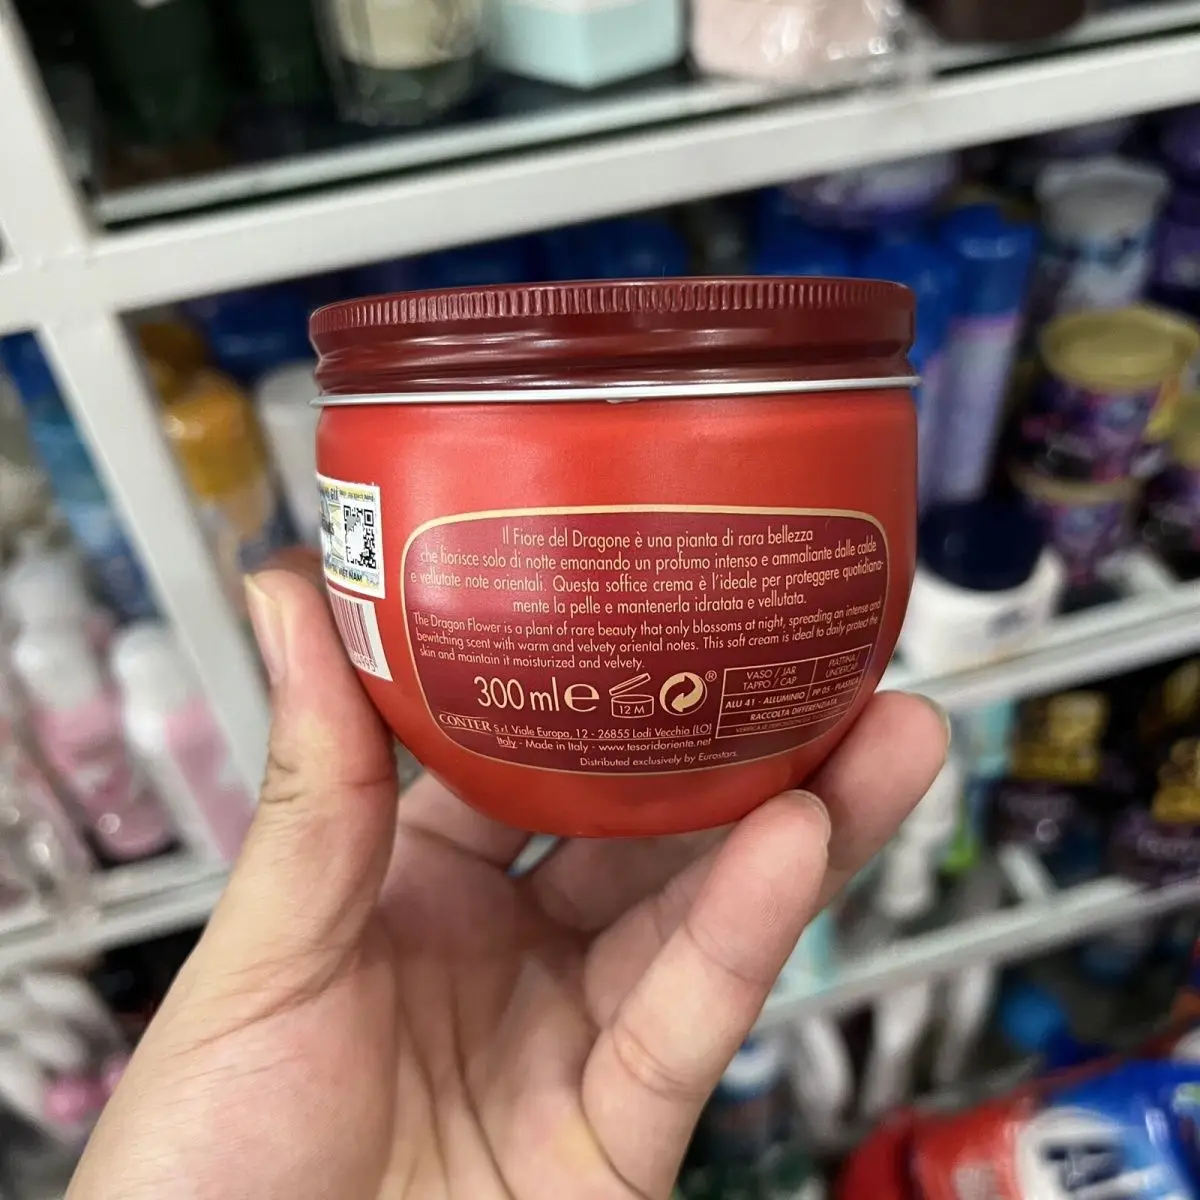 Il Fiore del Dragone è una pianta di rara bellezza
che fiorisce solo di notte emanando un profumo intenso e ammaliante dalle calde
e vellutate note orientali. Questa soffice crema è l'ideale per proteggere quotidiana-
mente la pelle e mantenerla idratata e vellutata.
The Dragon Flower is a plant of rare beauty that only blossoms at night, spreading an intense and
bewitching scent with warm and velvety oriental notes. This soft cream is ideal to daily protect the
skin and maintain it moisturized and velvety.
300 ml e
12 M
®
VASO / JAR
TAPPO / CAP
PIATTINA /
UNDERCAP
ALU 41 - ALLUMINIO
PP 05 - PLASTICA
RACCOLTA DIFFERENZIATA
CONTER S.r.l. Viale Europa, 12 - 26855 Lodi Vecchio (LO)
Italy - Made in Italy - www.tesoridoriente.net
Distributed exclusively by Eurostars.